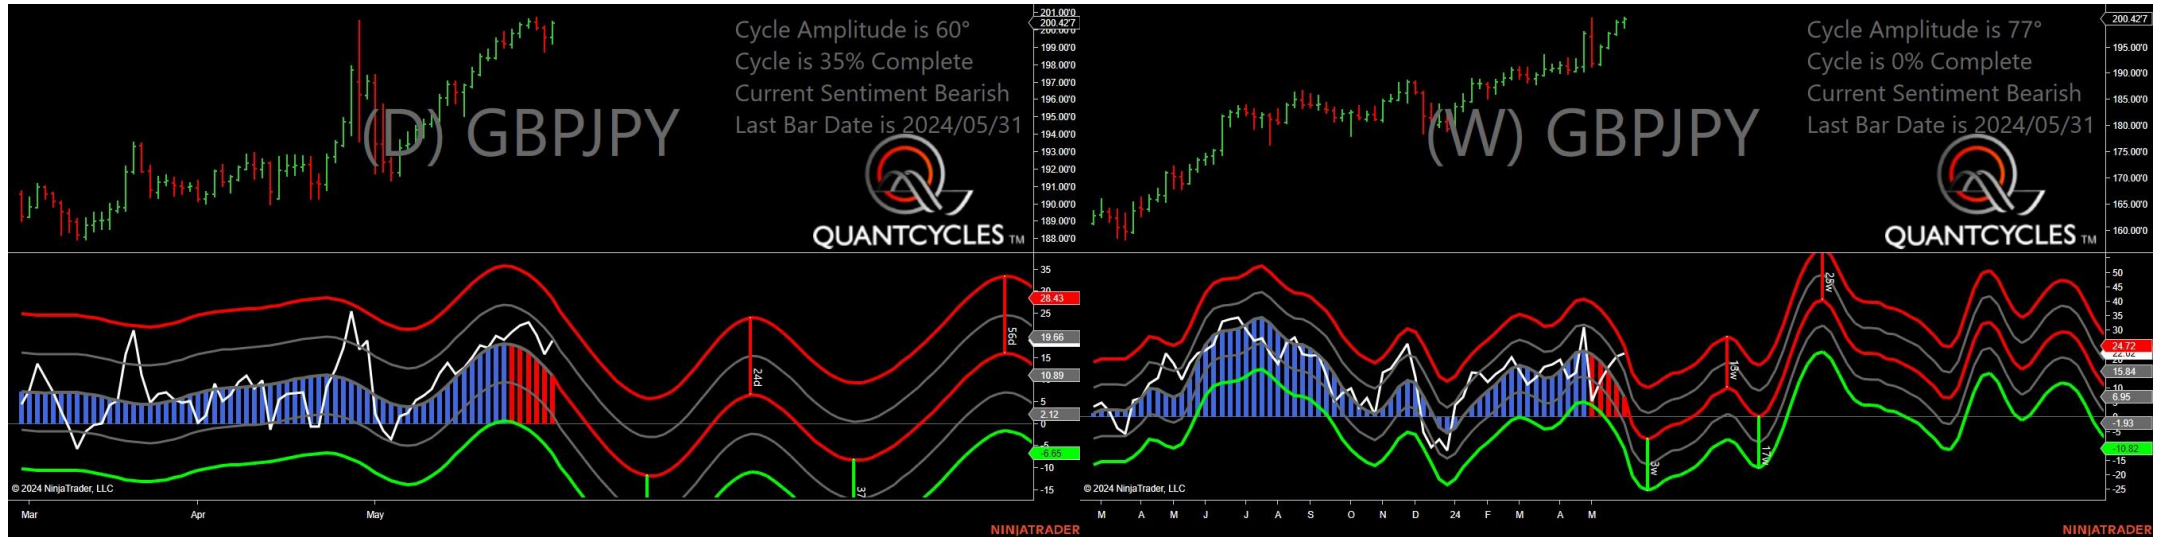 Cycle Amplitude is 60°
Cycle is 35% Complete
Current Sentiment Bearish
Last Bar Date is 2024/05/31
(D) GBPJPY
QUANTCYCLES TM
201.00'0
200.42'7
199.00'0
198.00'0
197.00'0
196.00'0
195.00'0
194.00'0
193.00'0
192.00'0
191.00'0
190.00'0
189.00'0
188.00'0
35
28.43
25
19.66
15
10.89
5
2.12
0
-5
-6.65
-10
-15
24d
56d
37
© 2024 NinjaTrader, LLC
Mar Apr May
NINJATRADER
Cycle Amplitude is 77°
Cycle is 0% Complete
Current Sentiment Bearish
Last Bar Date is 2024/05/31
(W) GBPJPY
QUANTCYCLES TM
200.42'7
195.00'0
190.00'0
185.00'0
180.00'0
175.00'0
170.00'0
165.00'0
160.00'0
50
45
40
35
30
24.72
22.02
15.84
10
6.95
-1.93
-5
-10.82
-15
-20
-25
3w
13w
17w
25w
© 2024 NinjaTrader, LLC
M A M J J A S O N D 24 F M A M
NINJATRADER